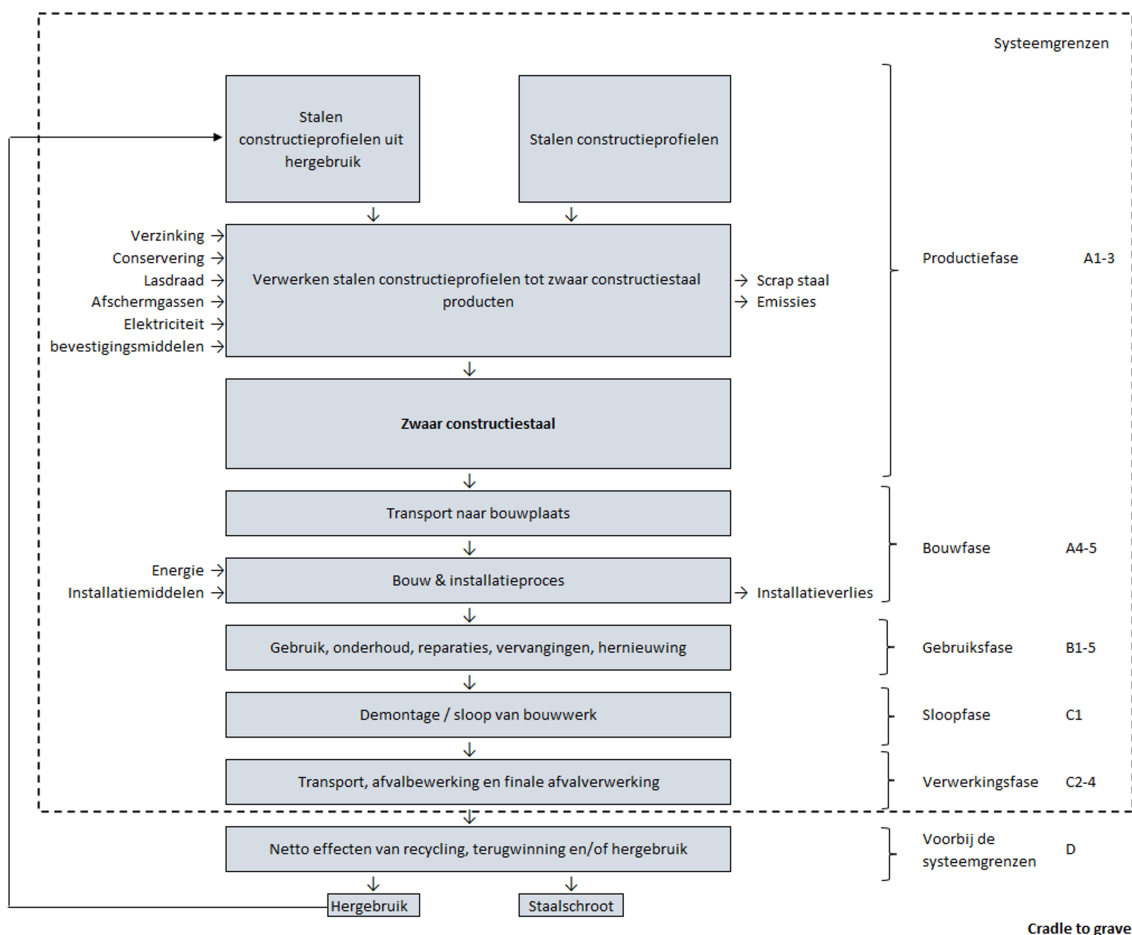 Systeemgrenzen
Stalen
constructieprofielen uit
hergebruik
Stalen constructieprofielen
Verzinking →
Conservering →
Lasdraad →
Afschermgassen →
Elektriciteit →
bevestigingsmiddelen →
Verwerken stalen constructieprofielen tot zwaar constructiestaal
producten
→ Scrap staal
→ Emissies
Productiefase A1-3
Zwaar constructiestaal
Transport naar bouwplaats
Energie →
Installatiemiddelen →
Bouw & installatieproces
→ Installatieverlies
Bouwfase A4-5
Gebruik, onderhoud, reparaties, vervangingen, hernieuwing
Gebruiksfase B1-5
Demontage / sloop van bouwwerk
Sloopfase C1
Transport, afvalbewerking en finale afvalverwerking
Verwerkingsfase C2-4
Netto effecten van recycling, terugwinning en/of hergebruik
Voorbij de
systeemgrenzen D
Hergebruik
Staalschroot
Cradle to grave